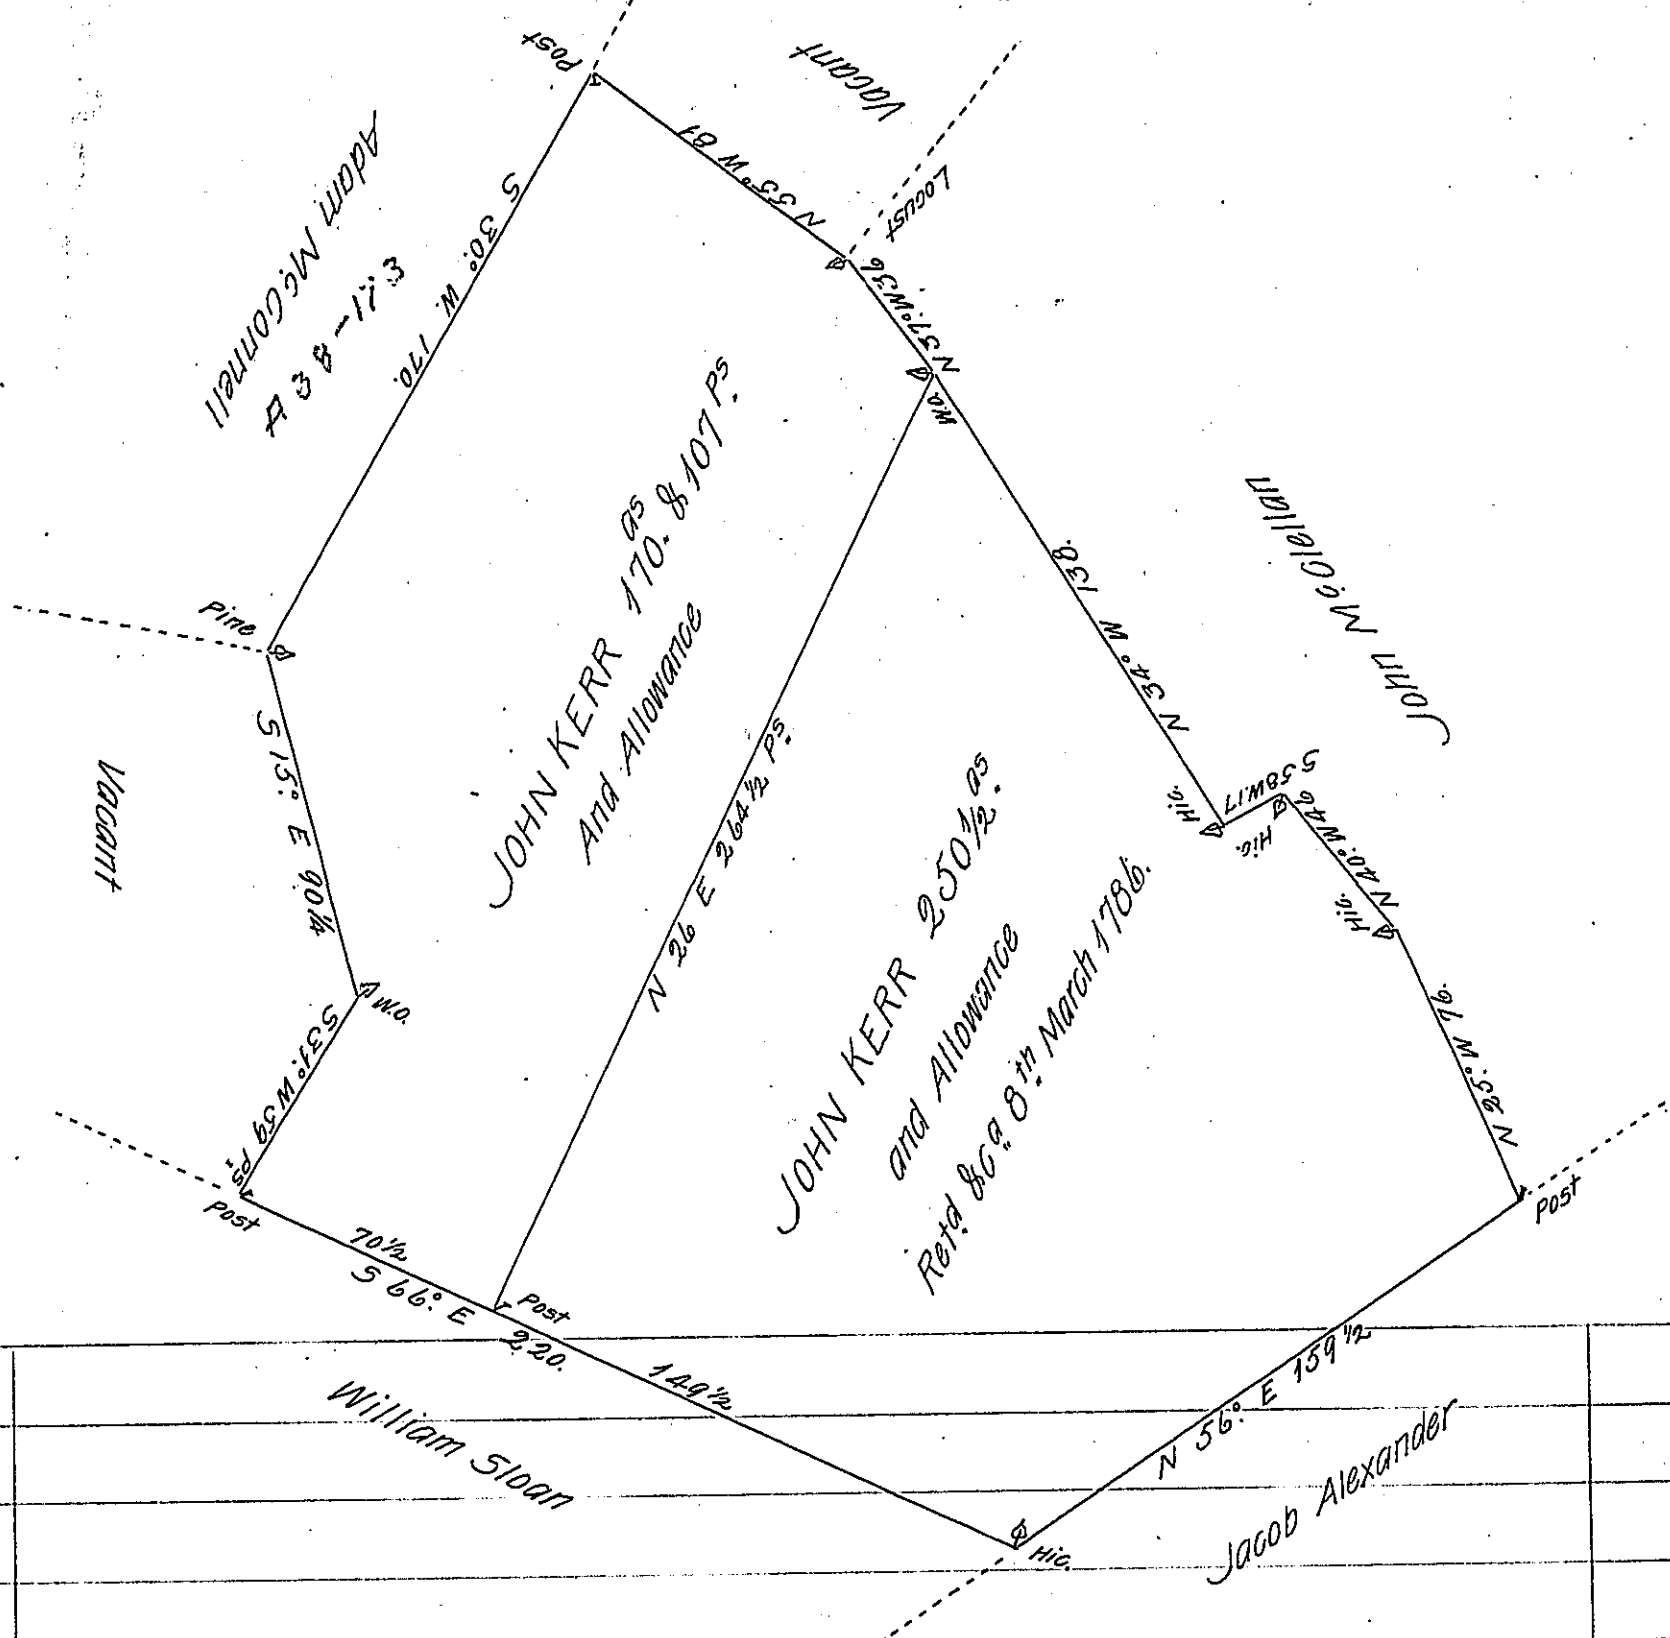 Post
Vacant
Adam McConnell
S 30° W. 170.
N 55° W 81
Locust
N 37° W 36
W.O.
JOHN KERR 170.as & 107 Ps.
And Allowance
N 34° W 138.
John McClellan
Pine
S 15° E 90¼
Vacant
N 26 E 264½ Ps.
Hic.
S 58 W. 17
Hic.
N 40° W 46
Hic.
JOHN KERR 250½.as
and Allowance
Retd. &c a 8th. March 1786.
N 25° W 76.
W.O.
S 31° W 59 Ps.
Post
70½
S 66° E 220.
Post
149½
Post
N 56° E 159½
William Sloan
Hic.
Jacob Alexander